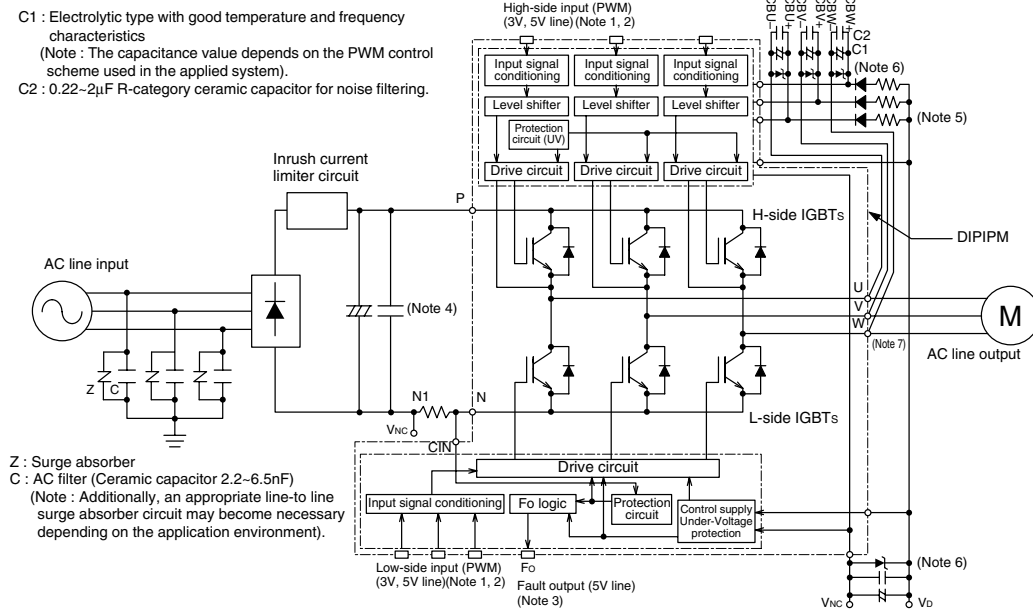 C1 : Electrolytic type with good temperature and frequency
characteristics
(Note : The capacitance value depends on the PWM control
scheme used in the applied system).
C2 : 0.22~2μF R-category ceramic capacitor for noise filtering.
High-side input (PWM)
(3V, 5V line) (Note 1, 2)
CBU-
CBU+
CBV-
CBV+
CBW-
CBW+
C2
C1
(Note 6)
(Note 5)
Input signal
conditioning
Input signal
conditioning
Input signal
conditioning
Level shifter
Level shifter
Level shifter
Protection
circuit (UV)
Drive circuit
Drive circuit
Drive circuit
Inrush current
limiter circuit
P
H-side IGBTs
DIPIPM
AC line input
(Note 4)
U
V
W
(Note 7)
M
AC line output
Z
C
N1
N
VNC
CIN
L-side IGBTs
Z : Surge absorber
C : AC filter (Ceramic capacitor 2.2~6.5nF)
(Note : Additionally, an appropriate line-to line
surge absorber circuit may become necessary
depending on the application environment).
Drive circuit
Input signal conditioning
Fo logic
Protection
circuit
Control supply
Under-Voltage
protection
Low-side input (PWM)
(3V, 5V line)(Note 1, 2)
FO
Fault output (5V line)
(Note 3)
(Note 6)
VNC
VD